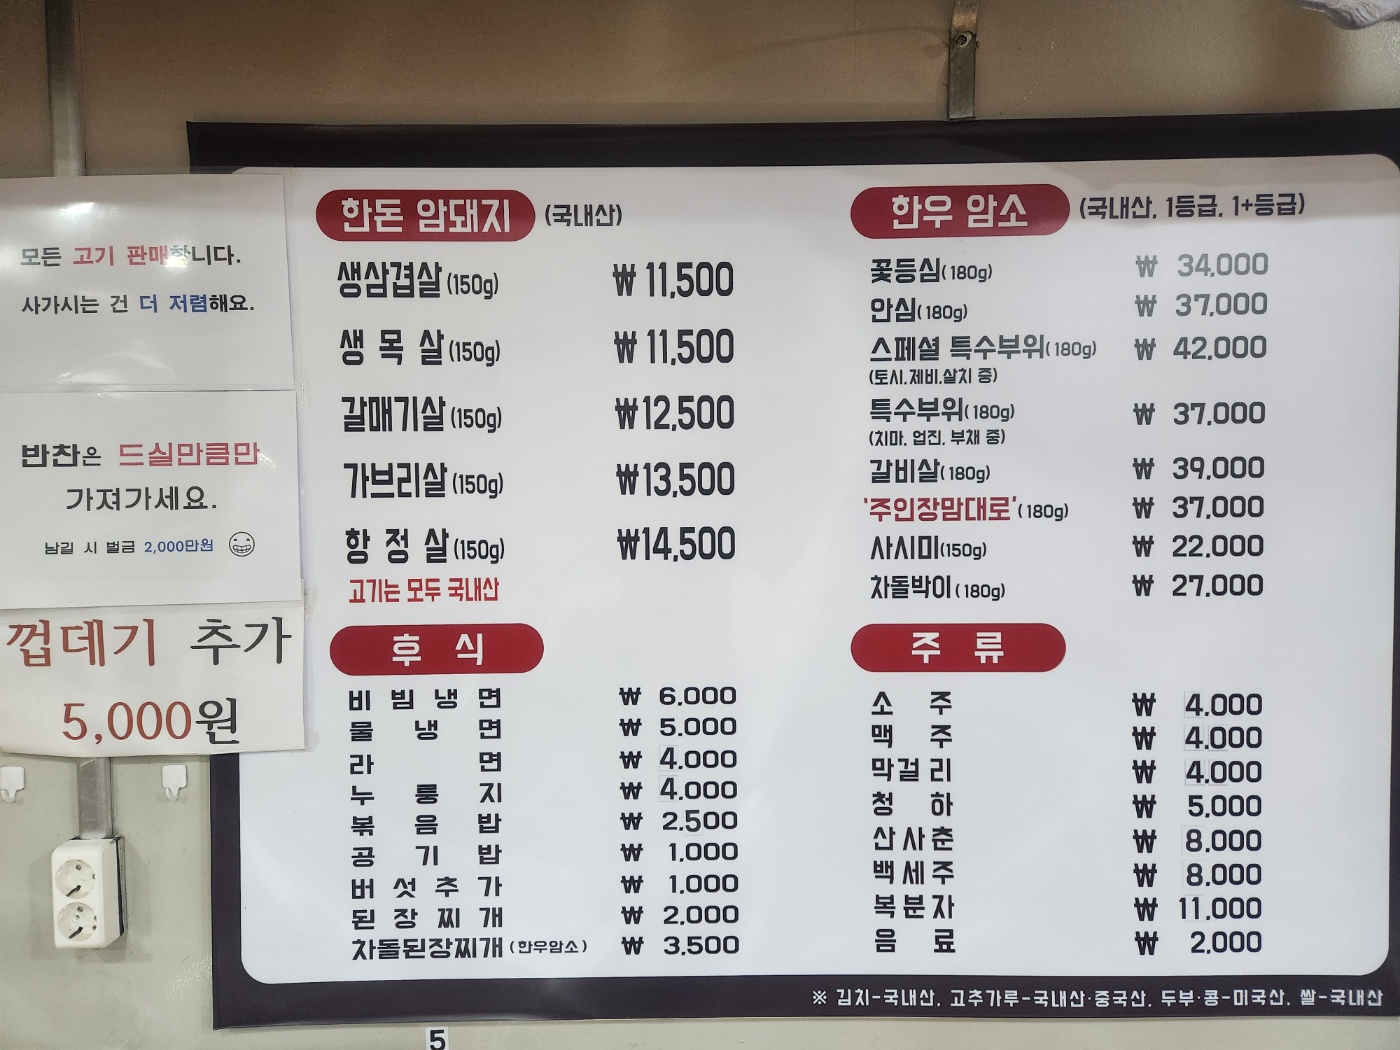 모든 고기 판매합니다.
사가시는 건 더 저렴해요.
반찬은 드실만큼만
가져가세요.
남길 시 벌금 2,000만원
껍데기 추가
5,000원
한돈 암돼지 (국내산)
생삼겹살(150g) ₩ 11,500
생목살(150g) ₩ 11,500
갈매기살(150g) ₩12,500
가브리살(150g) ₩13,500
항정살(150g) ₩14,500
고기는 모두 국내산
후식
비빔냉면 ₩ 6,000
물냉면 ₩ 5,000
라면 ₩ 4,000
누룽지 ₩ 4,000
볶음밥 ₩ 2,500
공기밥 ₩ 1,000
버섯추가 ₩ 1,000
된장찌개 ₩ 2,000
차돌된장찌개(한우암소) ₩ 3,500
한우 암소 (국내산, 1등급, 1+등급)
꽃등심(180g) ₩ 34,000
안심(180g) ₩ 37,000
스페셜 특수부위(180g) ₩ 42,000
(토시,제비,살치 중)
특수부위(180g) ₩ 37,000
(치마, 업진, 부채 중)
갈비살(180g) ₩ 39,000
'주인장맘대로'(180g) ₩ 37,000
사시미(150g) ₩ 22,000
차돌박이(180g) ₩ 27,000
주류
소주 ₩ 4,000
맥주 ₩ 4,000
막걸리 ₩ 4,000
청하 ₩ 5,000
산사춘 ₩ 8,000
백세주 ₩ 8,000
복분자 ₩ 11,000
음료 ₩ 2,000
※ 김치-국내산, 고추가루-국내산·중국산, 두부·콩-미국산, 쌀-국내산
5